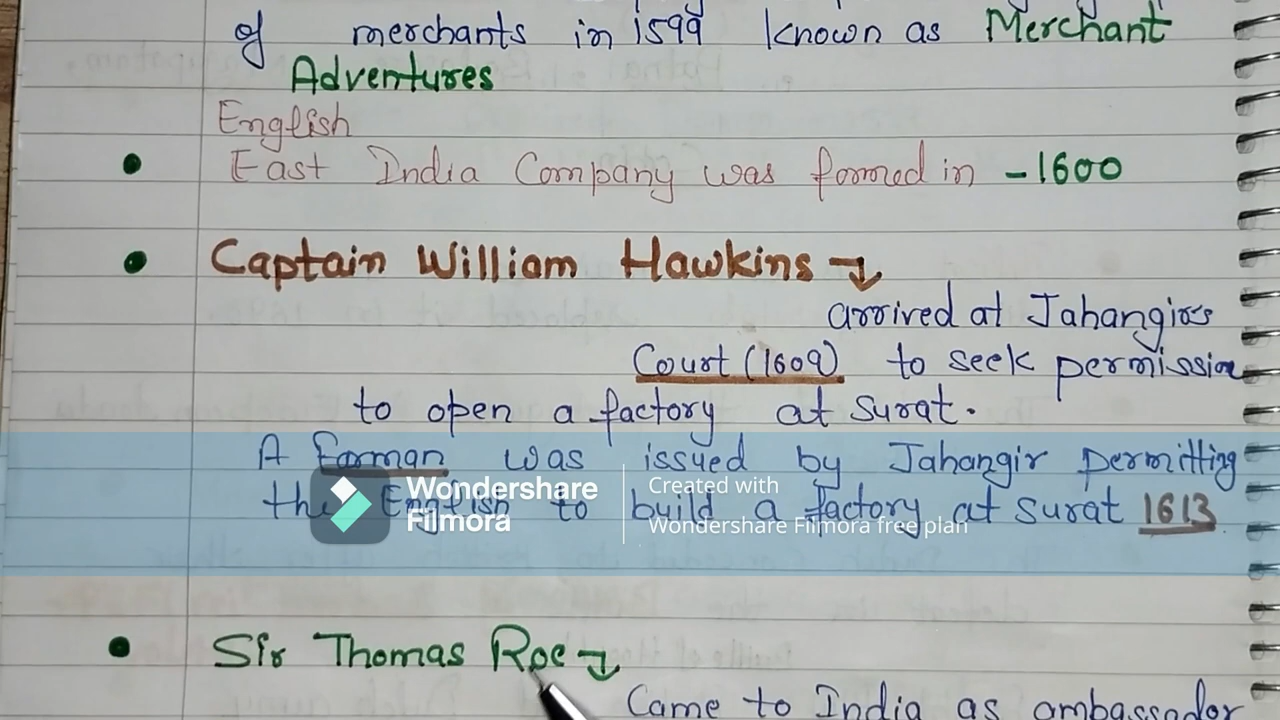 of merchants in 1599 known as Merchant
Adventures
English
East India Company was formed in - 1600
Captain William Hawkins
arrived at Jahangirs
Court (1609) to seek permission
to open a factory at Surat.
A Farman was issued by Jahangir permitting
the English to build a factory at Surat 1613
Wondershare
Filmora
Created with
Wondershare Filmora free plan
Sir Thomas Roe
Came to India as ambassador